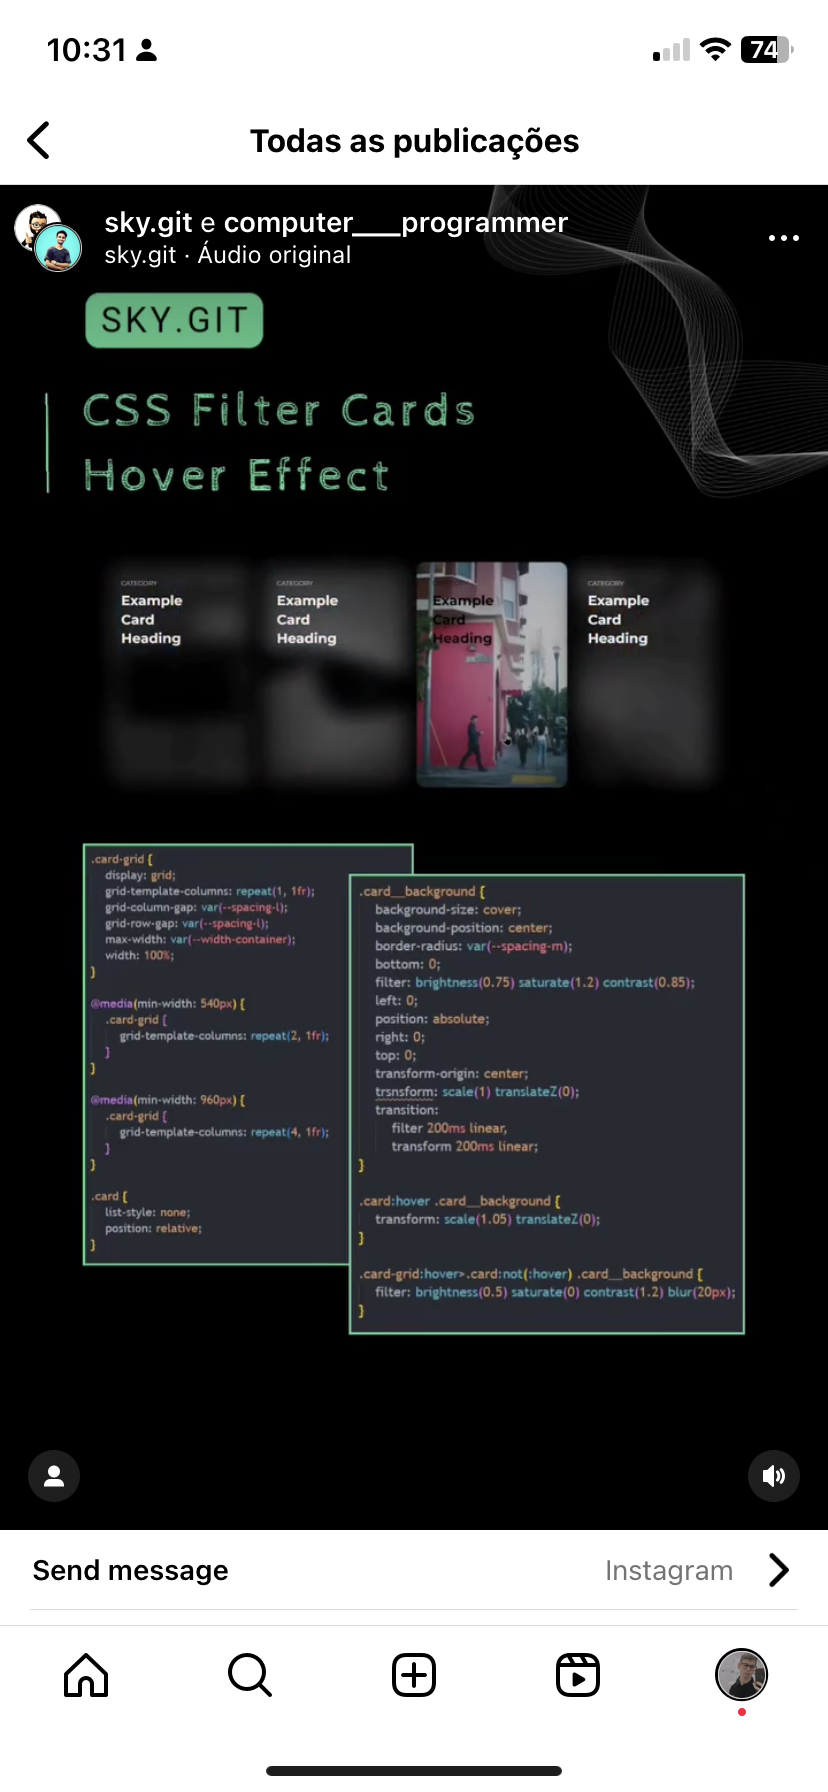 10:31
74
Todas as publicações
sky.git e computer___programmer
sky.git · Áudio original
SKY.GIT
CSS Filter Cards
Hover Effect
CATEGORY
Example
Card
Heading
CATEGORY
Example
Card
Heading
Example
Card
Heading
CATEGORY
Example
Card
Heading
.card-grid {
display: grid;
grid-template-columns: repeat(1, 1fr);
grid-column-gap: var(--spacing-l);
grid-row-gap: var(--spacing-l);
max-width: var(--width-container);
width: 100%;
}
@media(min-width: 540px) {
.card-grid {
grid-template-columns: repeat(2, 1fr);
}
}
@media(min-width: 960px) {
.card-grid {
grid-template-columns: repeat(4, 1fr);
}
}
.card {
list-style: none;
position: relative;
}
.card__background {
background-size: cover;
background-position: center;
border-radius: var(--spacing-m);
bottom: 0;
filter: brightness(0.75) saturate(1.2) contrast(0.85);
left: 0;
position: absolute;
right: 0;
top: 0;
transform-origin: center;
trsnsform: scale(1) translateZ(0);
transition:
filter 200ms linear,
transform 200ms linear;
}
.card:hover .card__background {
transform: scale(1.05) translateZ(0);
}
.card-grid:hover>.card:not(:hover) .card__background {
filter: brightness(0.5) saturate(0) contrast(1.2) blur(20px);
}
Send message
Instagram